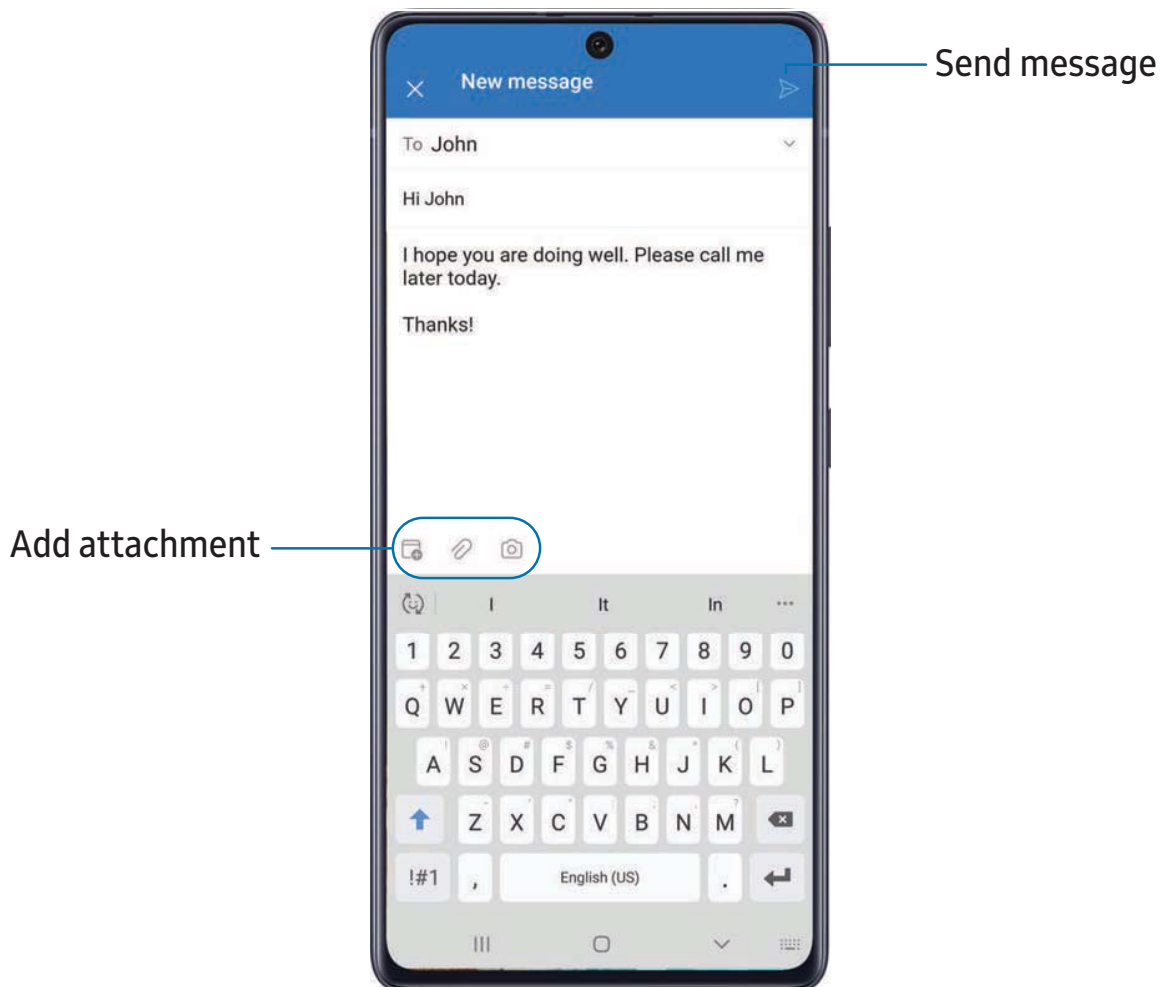 Send message
New message
To John
Hi John
I hope you are doing well. Please call me
later today.
Thanks!
Add attachment
I It In
1 2 3 4 5 6 7 8 9 0
Q W E R T Y U I O P
A S D F G H J K L
Z X C V B N M
!#1 , English (US) .